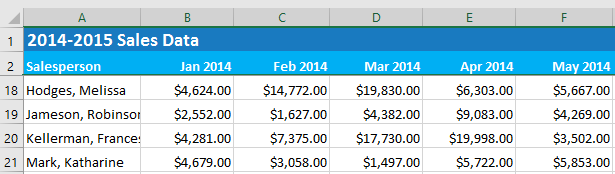 A B C D E F
1 2014-2015 Sales Data
2 Salesperson Jan 2014 Feb 2014 Mar 2014 Apr 2014 May 2014
18 Hodges, Melissa $4,624.00 $14,772.00 $19,830.00 $6,303.00 $5,667.00
19 Jameson, Robinso $2,552.00 $1,627.00 $4,382.00 $9,083.00 $4,269.00
20 Kellerman, France $4,281.00 $7,375.00 $17,730.00 $19,998.00 $3,502.00
21 Mark, Katharine $4,679.00 $3,058.00 $1,497.00 $5,722.00 $5,853.00